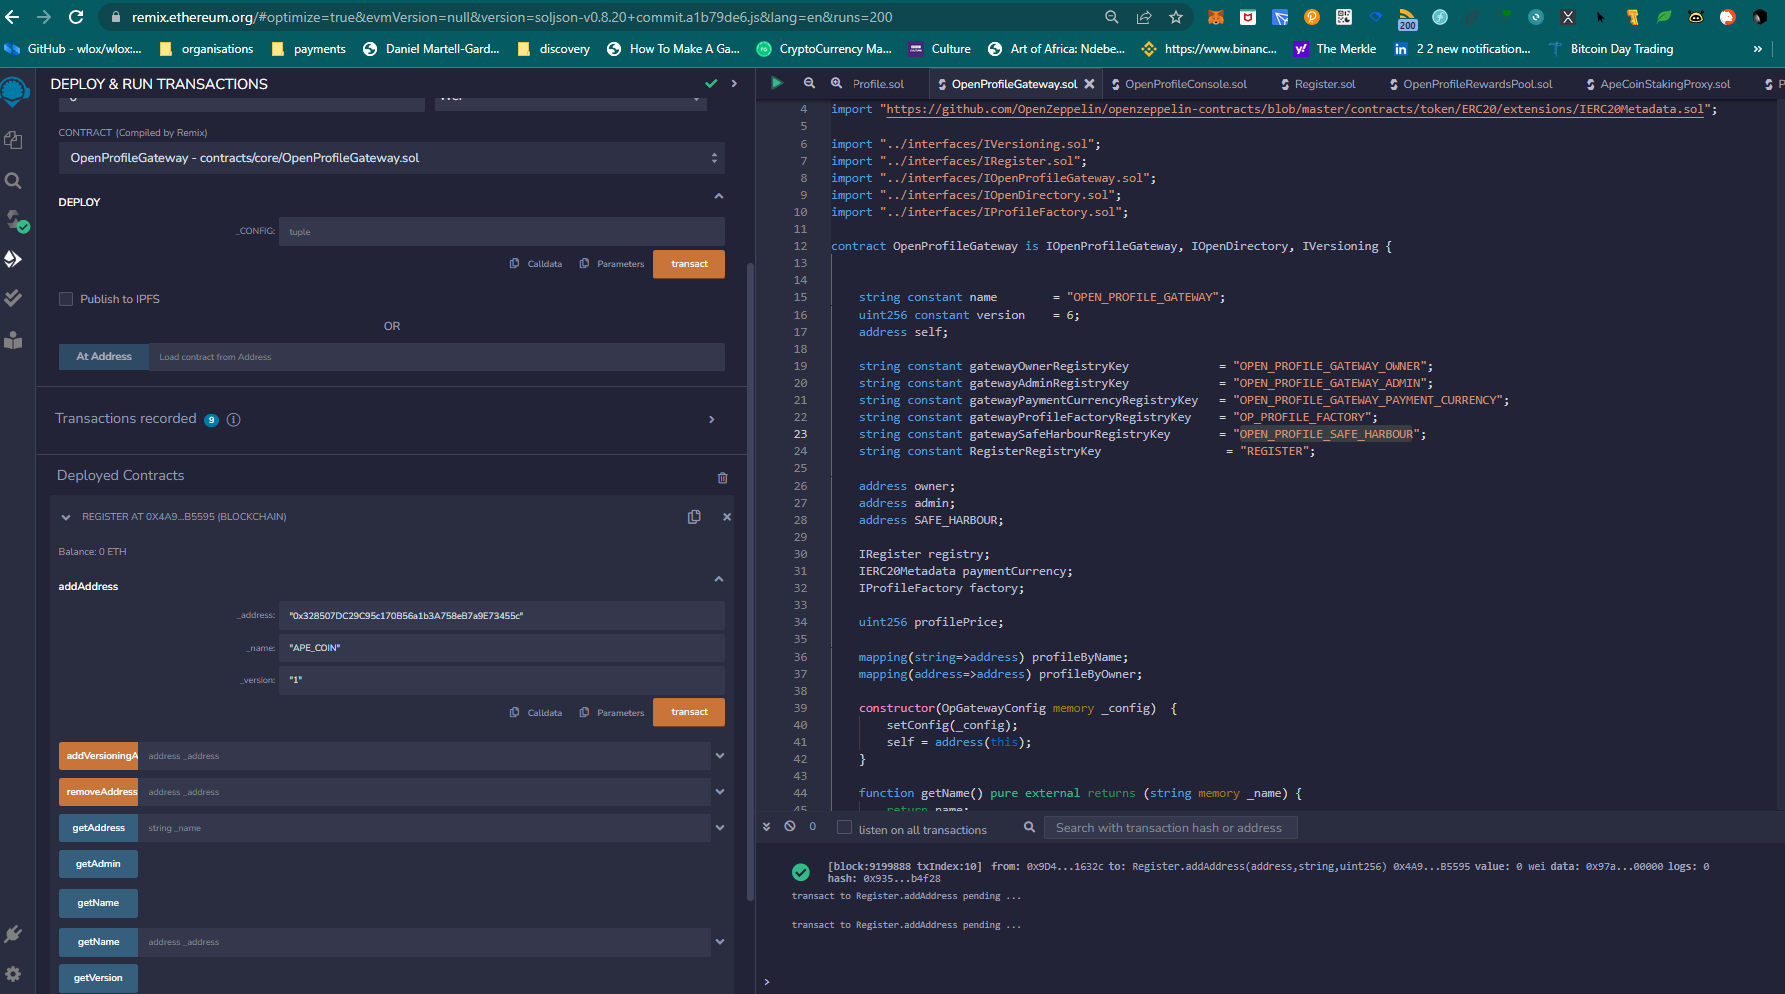 remix.ethereum.org/#optimize=true&evmVersion=null&version=soljson-v0.8.20+commit.a1b79de6.js&lang=en&runs=200
200
GitHub - wlox/wlox:... organisations payments Daniel Martell-Gard... discovery How To Make A Ga... CryptoCurrency Ma... Culture Art of Africa: Ndebe... https://www.binanc... The Merkle 2 2 new notification... Bitcoin Day Trading »
DEPLOY & RUN TRANSACTIONS
CONTRACT (Compiled by Remix)
OpenProfileGateway - contracts/core/OpenProfileGateway.sol
DEPLOY
_CONFIG: tuple
Calldata Parameters transact
Publish to IPFS
OR
At Address Load contract from Address
Transactions recorded 9 i
Deployed Contracts
REGISTER AT 0X4A9...B5595 (BLOCKCHAIN)
Balance: 0 ETH
addAddress
_address: "0x328507DC29C95c170B56a1b3A758eB7a9E73455c"
_name: "APE_COIN"
_version: "1"
Calldata Parameters transact
addVersioningA address _address
removeAddress address _address
getAddress string _name
getAdmin
getName
getName address _address
getVersion
Profile.sol OpenProfileGateway.sol OpenProfileConsole.sol Register.sol OpenProfileRewardsPool.sol ApeCoinStakingProxy.sol P
4 import "https://github.com/OpenZeppelin/openzeppelin-contracts/blob/master/contracts/token/ERC20/extensions/IERC20Metadata.sol";
5
6 import "../interfaces/IVersioning.sol";
7 import "../interfaces/IRegister.sol";
8 import "../interfaces/IOpenProfileGateway.sol";
9 import "../interfaces/IOpenDirectory.sol";
10 import "../interfaces/IProfileFactory.sol";
11
12 contract OpenProfileGateway is IOpenProfileGateway, IOpenDirectory, IVersioning {
13
14
15 string constant name = "OPEN_PROFILE_GATEWAY";
16 uint256 constant version = 6;
17 address self;
18
19 string constant gatewayOwnerRegistryKey = "OPEN_PROFILE_GATEWAY_OWNER";
20 string constant gatewayAdminRegistryKey = "OPEN_PROFILE_GATEWAY_ADMIN";
21 string constant gatewayPaymentCurrencyRegistryKey = "OPEN_PROFILE_GATEWAY_PAYMENT_CURRENCY";
22 string constant gatewayProfileFactoryRegistryKey = "OP_PROFILE_FACTORY";
23 string constant gatewaySafeHarbourRegistryKey = "OPEN_PROFILE_SAFE_HARBOUR";
24 string constant RegisterRegistryKey = "REGISTER";
25
26 address owner;
27 address admin;
28 address SAFE_HARBOUR;
29
30 IRegister registry;
31 IERC20Metadata paymentCurrency;
32 IProfileFactory factory;
33
34 uint256 profilePrice;
35
36 mapping(string=>address) profileByName;
37 mapping(address=>address) profileByOwner;
38
39 constructor(OpGatewayConfig memory _config) {
40 setConfig(_config);
41 self = address(this);
42 }
43
44 function getName() pure external returns (string memory _name) {
45 return name;
0 listen on all transactions Search with transaction hash or address
[block:9199888 txIndex:10] from: 0x9D4...1632c to: Register.addAddress(address,string,uint256) 0x4A9...B5595 value: 0 wei data: 0x97a...00000 logs: 0
hash: 0x935...b4f28
transact to Register.addAddress pending ...
transact to Register.addAddress pending ...
>